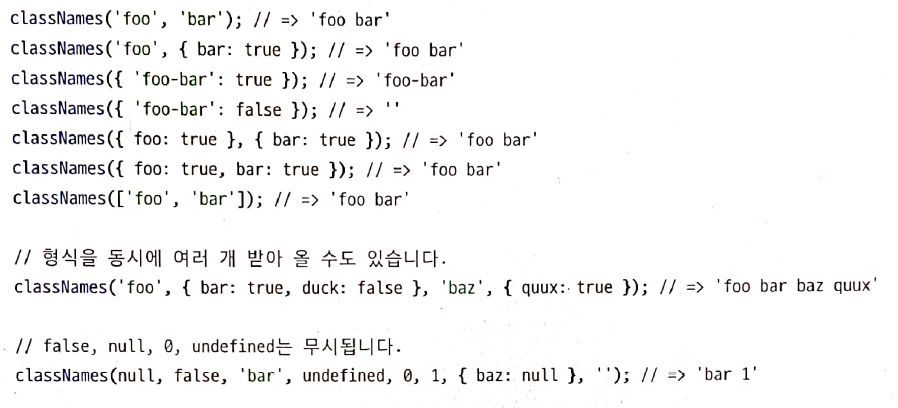 classNames('foo', 'bar'); // => 'foo bar'
classNames('foo', { bar: true }); // => 'foo bar'
classNames({ 'foo-bar': true }); // => 'foo-bar'
classNames({ 'foo-bar': false }); // => ''
classNames({ foo: true }, { bar: true }); // => 'foo bar'
classNames({ foo: true, bar: true }); // => 'foo bar'
classNames(['foo', 'bar']); // => 'foo bar'
// 형식을 동시에 여러 개 받아 올 수도 있습니다.
classNames('foo', { bar: true, duck: false }, 'baz', { quux: true }); // => 'foo bar baz quux'
// false, null, 0, undefined는 무시됩니다.
classNames(null, false, 'bar', undefined, 0, 1, { baz: null }, ''); // => 'bar 1'